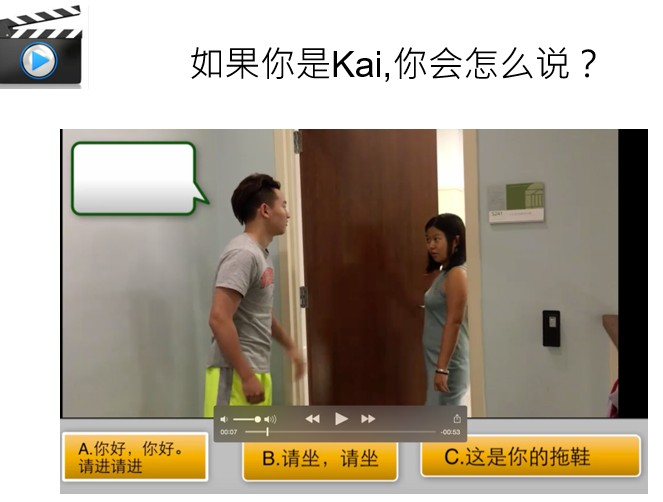 如果你是Kai,你会怎么说？
00:07
-00:53
A.你好，你好。
请进请进
B.请坐，请坐
C.这是你的拖鞋